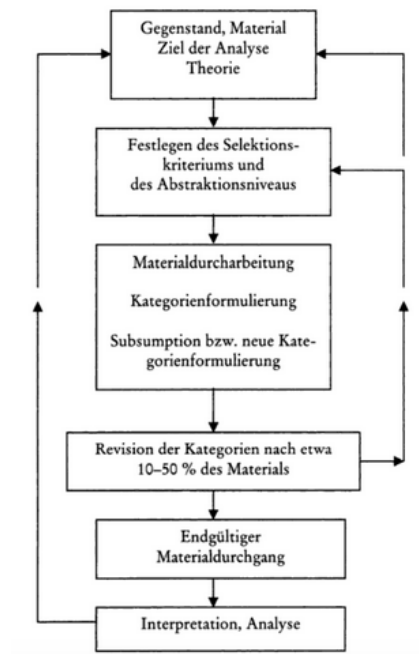 Gegenstand, Material
Ziel der Analyse
Theorie
Festlegen des Selektions-
kriteriums und
des Abstraktionsniveaus
Materialdurcharbeitung
Kategorienformulierung
Subsumption bzw. neue Kate-
gorienformulierung
Revision der Kategorien nach etwa
10–50 % des Materials
Endgültiger
Materialdurchgang
Interpretation, Analyse